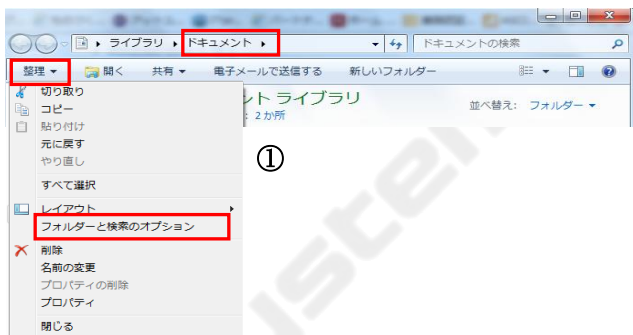 ライブラリ ▸ ドキュメント ▸
ドキュメントの検索
整理 ▼ 開く 共有 ▼ 電子メールで送信する 新しいフォルダー
切り取り
コピー
貼り付け
元に戻す
やり直し
すべて選択
レイアウト
フォルダーと検索のオプション
削除
名前の変更
プロパティの削除
プロパティ
閉じる
ント ライブラリ
: 2 か所
並べ替え: フォルダー ▼
①